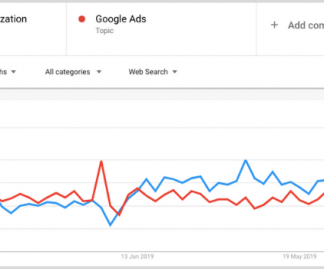 zation
Google Ads
Topic
+ Add com
hs
All categories
Web Search
13 Jun 2019
19 May 2019